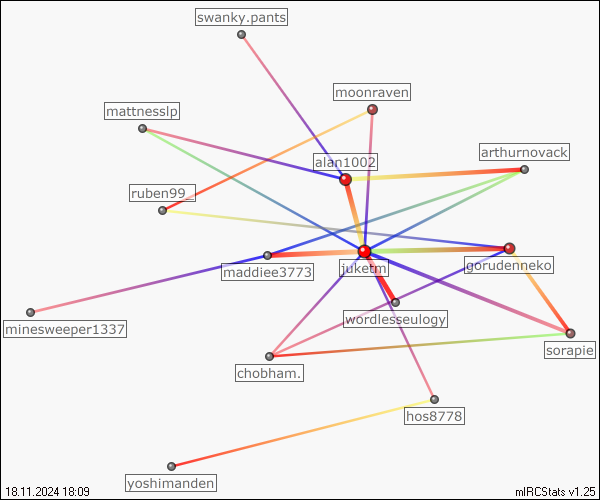 swanky.pants
moonraven
mattnesslp
arthurnovack
alan1002
ruben99_
juketm
gorudenneko
maddiee3773
wordlesseulogy
minesweeper1337
sorapie
chobham.
hos8778
yoshimanden
18.11.2024 18:09
mIRCStats v1.25